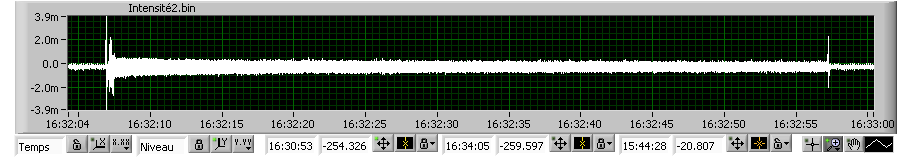 Intensité2.bin
3.9m
2.0m
0.0
-2.0m
-3.9m
16:32:04 16:32:10 16:32:15 16:32:20 16:32:25 16:32:30 16:32:35 16:32:40 16:32:45 16:32:50 16:32:55 16:33:00
Temps X X.XX Niveau Y Y.YY 16:30:53 -254.326 16:34:05 -259.597 15:44:28 -20.807